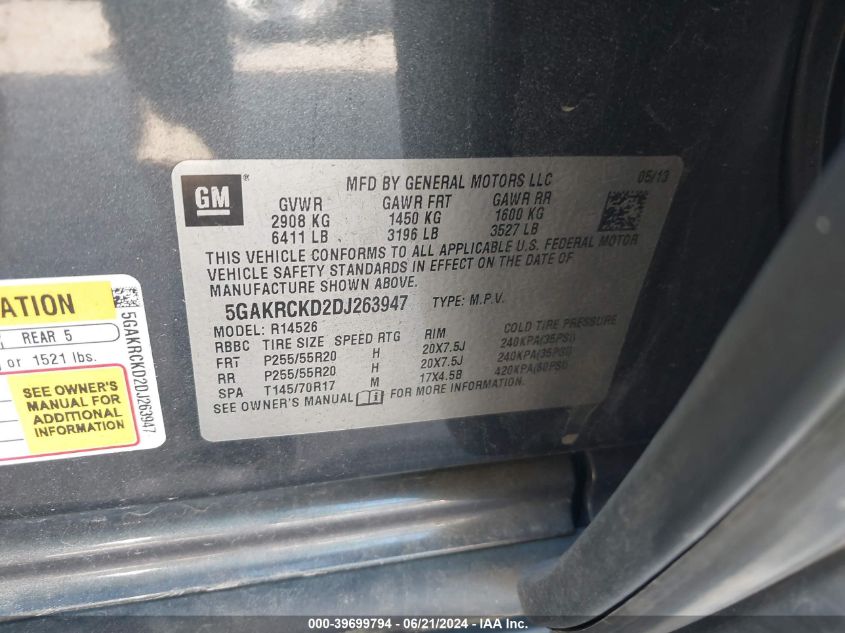 GM
®
MFD BY GENERAL MOTORS LLC 05/13
GVWR GAWR FRT GAWR RR
2908 KG 1450 KG 1600 KG
6411 LB 3196 LB 3527 LB
THIS VEHICLE CONFORMS TO ALL APPLICABLE U.S. FEDERAL MOTOR
VEHICLE SAFETY STANDARDS IN EFFECT ON THE DATE OF
MANUFACTURE SHOWN ABOVE.
5GAKRCKD2DJ263947 TYPE: M.P.V.
MODEL: R14526
RBBC TIRE SIZE SPEED RTG RIM COLD TIRE PRESSURE
FRT P255/55R20 H 20X7.5J 240KPA(35PSI)
RR P255/55R20 H 20X7.5J 240KPA(35PSI)
SPA T145/70R17 M 17X4.5B 420KPA(60PSI)
SEE OWNER'S MANUAL i FOR MORE INFORMATION.
ATION
REAR 5
or 1521 lbs.
SEE OWNER'S
MANUAL FOR
ADDITIONAL
INFORMATION
5GAKRCKD2DJ263947
000-39699794 - 06/21/2024 - IAA Inc.